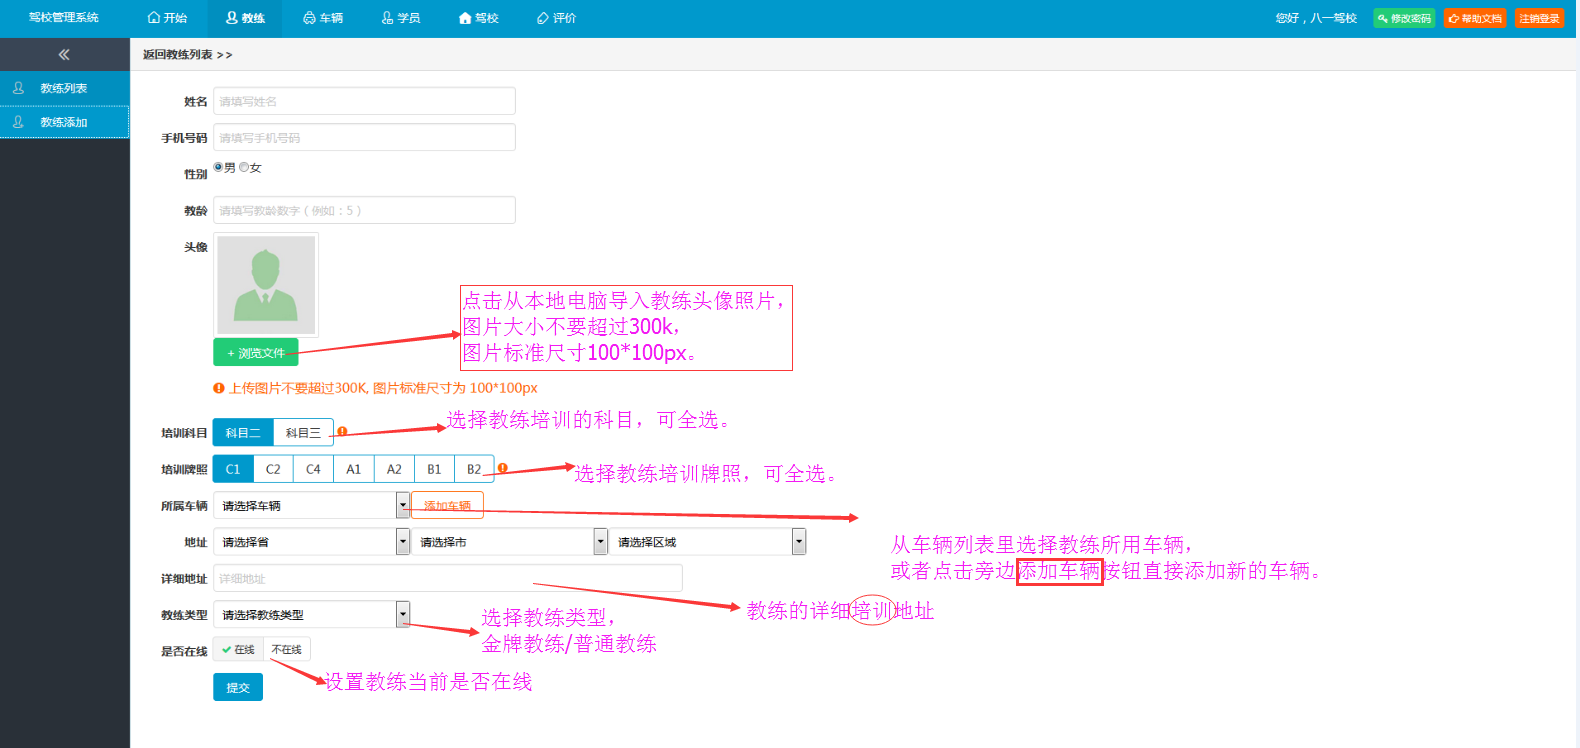 驾校管理系统 开始 教练 车辆 学员 驾校 评价 您好，八一驾校 修改密码 帮助文档 注销登录
返回教练列表 >>
教练列表
教练添加
姓名 请填写姓名
手机号码 请填写手机号码
性别 男 女
教龄 请填写教龄数字（例如：5）
头像
点击从本地电脑导入教练头像照片，
图片大小不要超过300k，
图片标准尺寸100*100px。
+ 浏览文件
上传图片不要超过300K, 图片标准尺寸为 100*100px
培训科目 科目二 科目三
选择教练培训的科目，可全选。
培训牌照 C1 C2 C4 A1 A2 B1 B2
选择教练培训牌照，可全选。
所属车辆 请选择车辆 添加车辆
地址 请选择省 请选择市 请选择区域
从车辆列表里选择教练所用车辆，
或者点击旁边添加车辆按钮直接添加新的车辆。
详细地址 详细地址
教练的详细培训地址
教练类型 请选择教练类型
选择教练类型，
金牌教练/普通教练
是否在线 在线 不在线
设置教练当前是否在线
提交